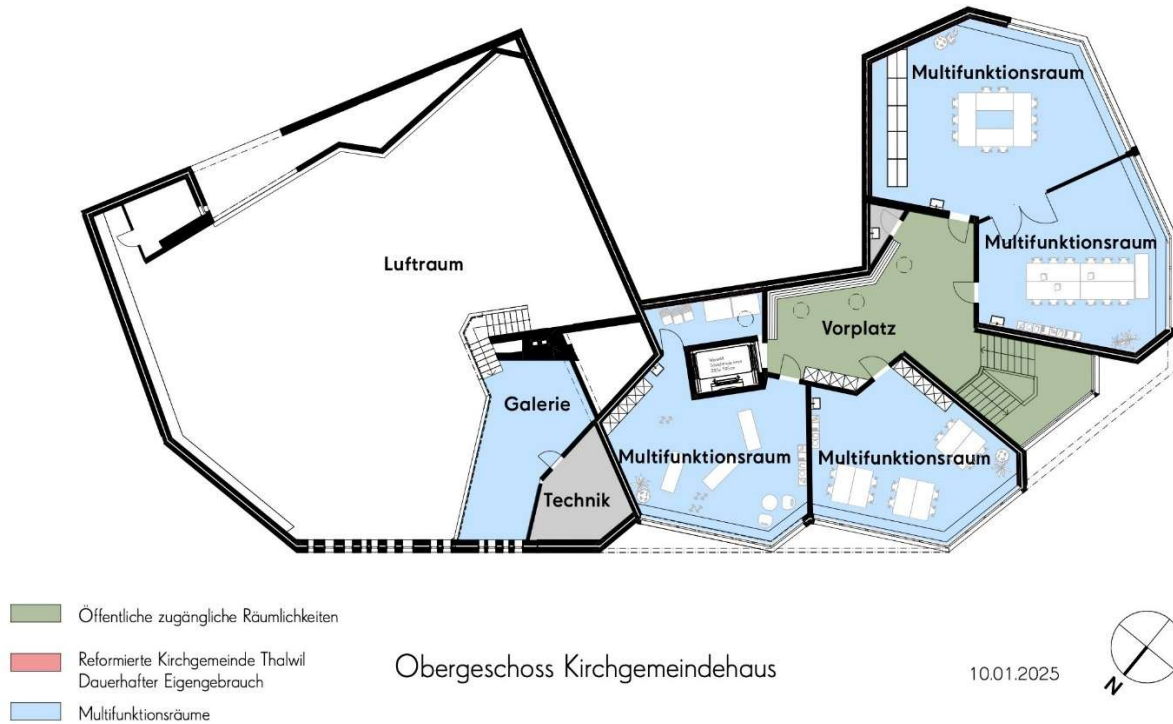 Multifunktionsraum
Luftraum
Multifunktionsraum
Vorplatz
Galerie
Multifunktionsraum
Multifunktionsraum
Technik
Öffentliche zugängliche Räumlichkeiten
Reformierte Kirchgemeinde Thalwil
Dauerhafter Eigengebrauch
Multifunktionsräume
Obergeschoss Kirchgemeindehaus
10.01.2025
N